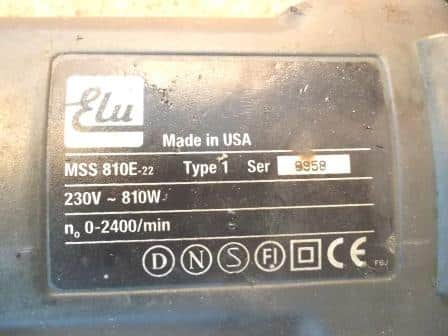 Elu
Made in USA
MSS 810E-22 Type 1 Ser 9958
230V ~ 810W
n₀ 0-2400/min
D N S FI CE